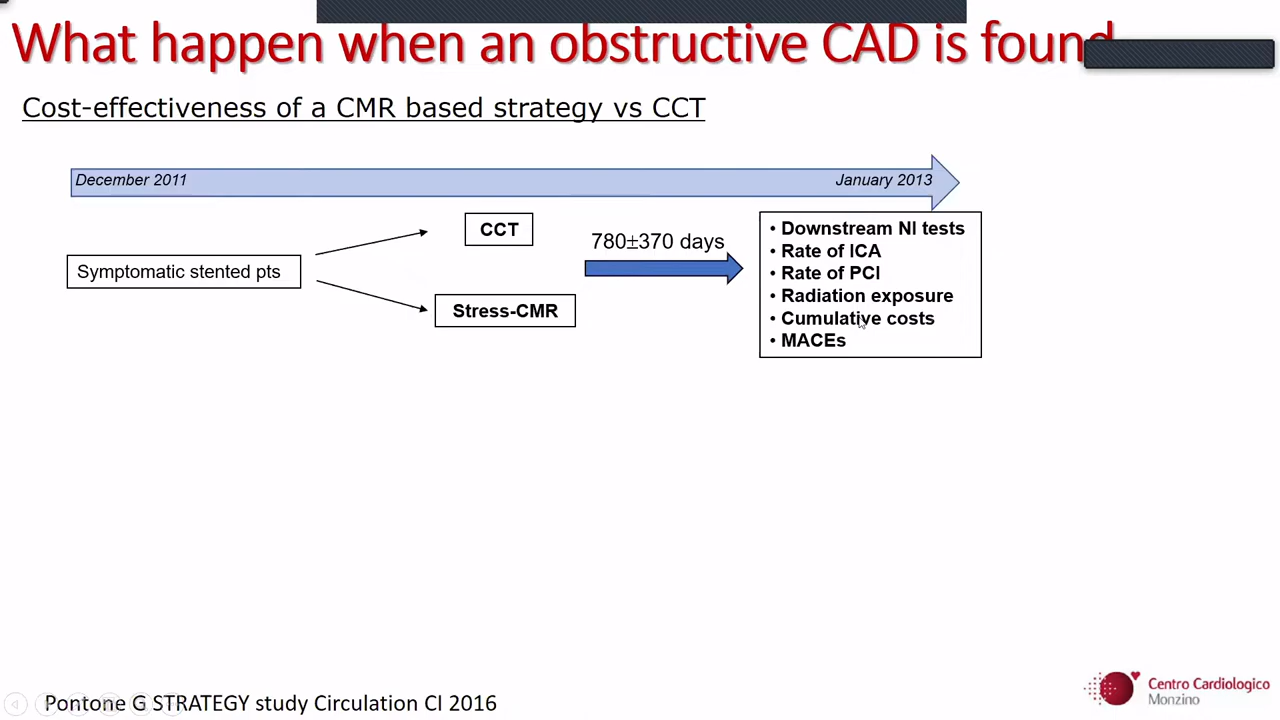 What happen when an obstructive CAD is found
Cost-effectiveness of a CMR based strategy vs CCT
December 2011
January 2013
CCT
Symptomatic stented pts
Stress-CMR
780±370 days
• Downstream NI tests
• Rate of ICA
• Rate of PCI
• Radiation exposure
• Cumulative costs
• MACEs
Pontone G STRATEGY study Circulation CI 2016
Centro Cardiologico
Monzino